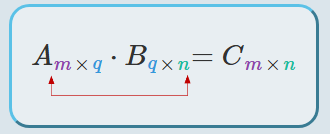 A_{m × q} · B_{q × n} = C_{m × n}